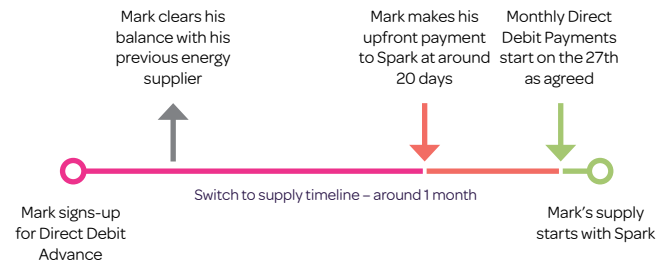 Mark clears his
balance with his
previous energy
supplier
Mark makes his
upfront payment
to Spark at around
20 days
Monthly Direct
Debit Payments
start on the 27th
as agreed
Switch to supply timeline – around 1 month
Mark signs-up
for Direct Debit
Advance
Mark's supply
starts with Spark